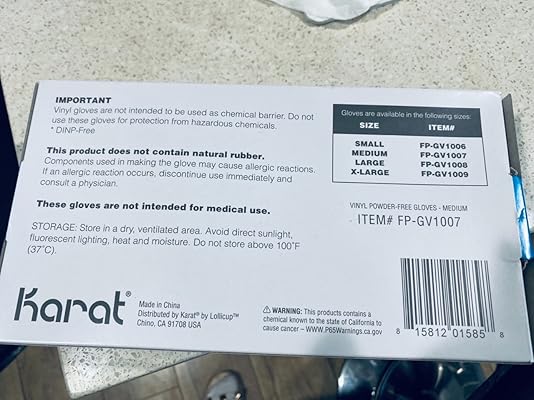 IMPORTANT
Vinyl gloves are not intended to be used as chemical barrier. Do not
use these gloves for protection from hazardous chemicals.
* DINP-Free
This product does not contain natural rubber.
Components used in making the glove may cause allergic reactions.
If an allergic reaction occurs, discontinue use immediately and
consult a physician.
These gloves are not intended for medical use.
STORAGE: Store in a dry, ventilated area. Avoid direct sunlight,
fluorescent lighting, heat and moisture. Do not store above 100°F
(37°C).
Gloves are available in the following sizes:
SIZE ITEM#
SMALL FP-GV1006
MEDIUM FP-GV1007
LARGE FP-GV1008
X-LARGE FP-GV1009
VINYL POWDER-FREE GLOVES - MEDIUM
ITEM# FP-GV1007
Karat®
Made in China
Distributed by Karat® by Lollicup™
Chino, CA 91708 USA
⚠ WARNING: This products contains a
chemical known to the state of California to
cause cancer – www.P65Warnings.ca.gov
8 15812 01585 8